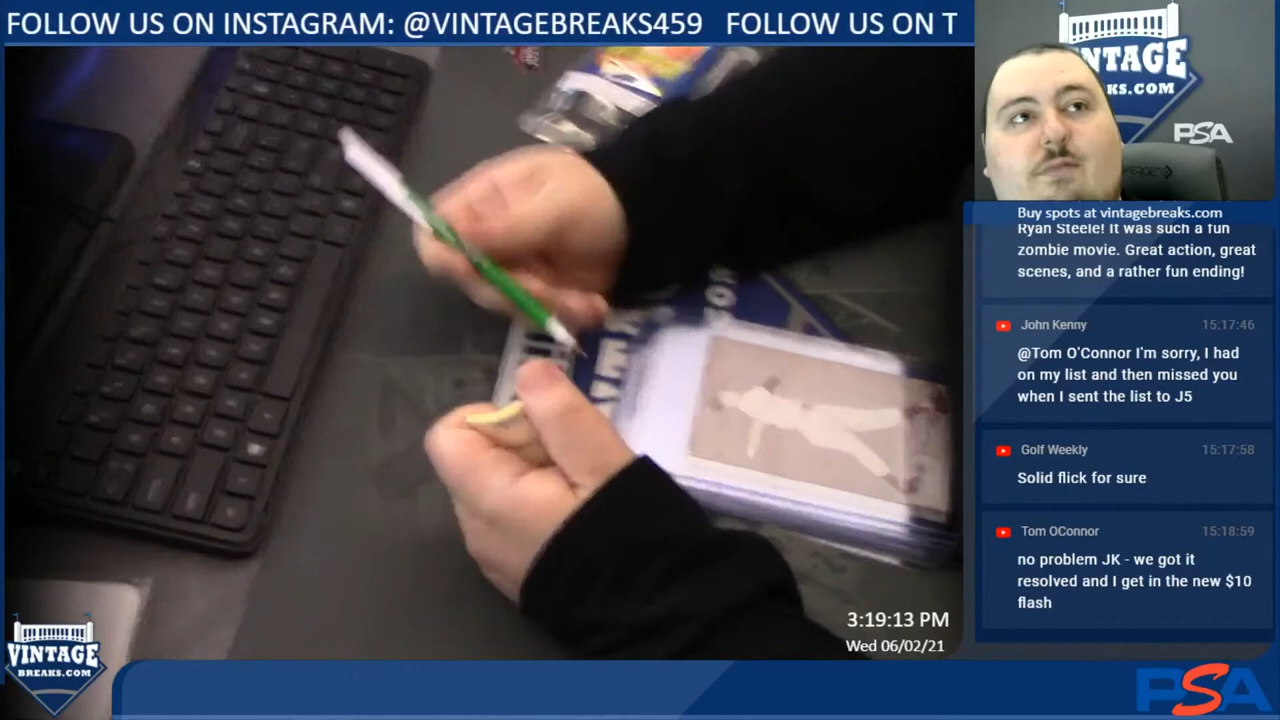 FOLLOW US ON INSTAGRAM: @VINTAGEBREAKS459 FOLLOW US ON T
VINTAGE
KS.COM
PSA
Buy spots at vintagebreaks.com
Ryan Steele! It was such a fun
zombie movie. Great action, great
scenes, and a rather fun ending!
John Kenny 15:17:46
@Tom O'Connor I'm sorry, I had
on my list and then missed you
when I sent the list to J5
Golf Weekly 15:17:58
Solid flick for sure
Tom OConnor 15:18:59
no problem JK - we got it
resolved and I get in the new $10
flash
3:19:13 PM
Wed 06/02/21
VINTAGE
BREAKS.COM
PSA